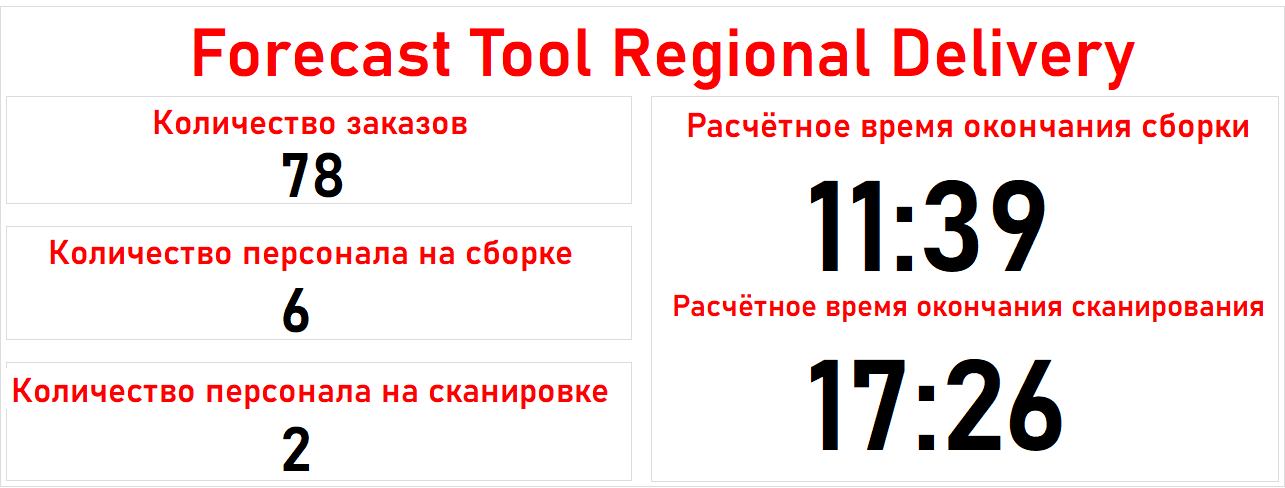 Forecast Tool Regional Delivery
Количество заказов
78
Количество персонала на сборке
6
Количество персонала на сканировке
2
Расчётное время окончания сборки
11:39
Расчётное время окончания сканирования
17:26